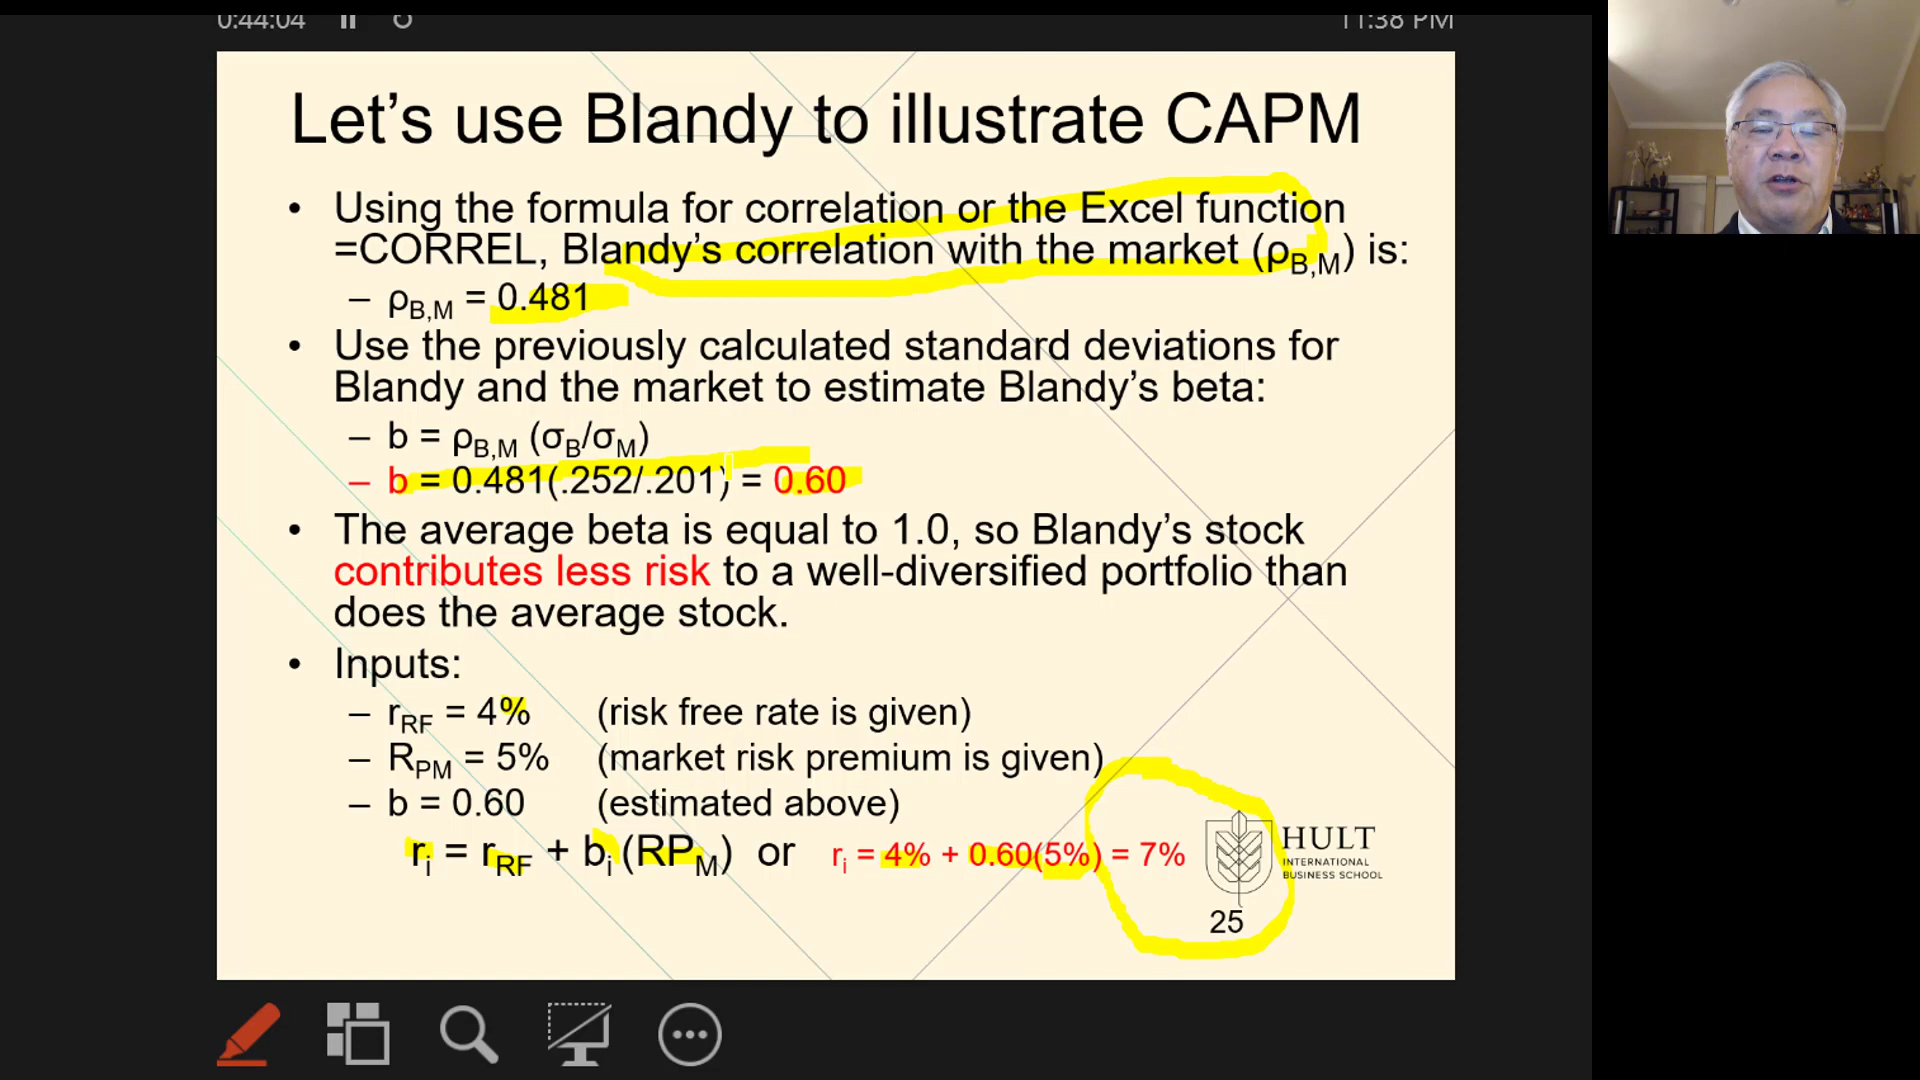 0:44:04
11:38 PM
Let's use Blandy to illustrate CAPM
• Using the formula for correlation or the Excel function
=CORREL, Blandy's correlation with the market (ρB,M) is:
– ρB,M = 0.481
• Use the previously calculated standard deviations for
Blandy and the market to estimate Blandy's beta:
– b = ρB,M (σB/σM)
– b = 0.481(.252/.201) = 0.60
• The average beta is equal to 1.0, so Blandy's stock
contributes less risk to a well-diversified portfolio than
does the average stock.
• Inputs:
– rRF = 4% (risk free rate is given)
– RPM = 5% (market risk premium is given)
– b = 0.60 (estimated above)
ri = rRF + bi (RPM) or ri = 4% + 0.60(5%) = 7%
HULT
INTERNATIONAL
BUSINESS SCHOOL
25